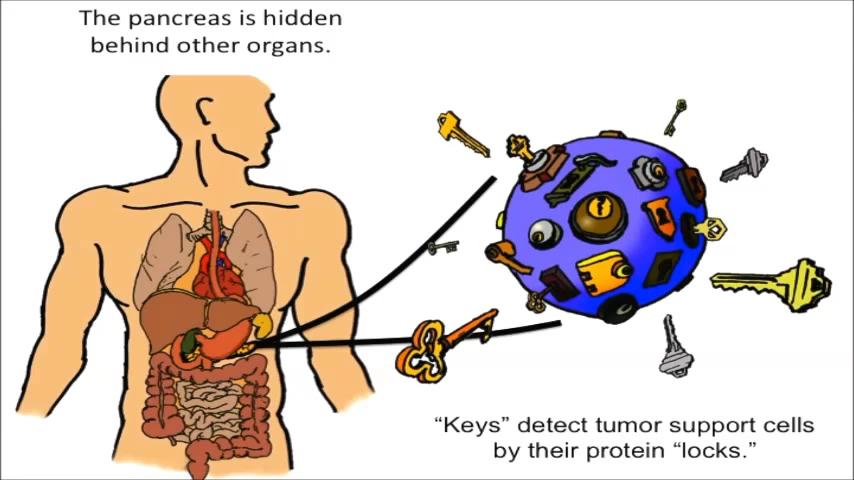 The pancreas is hidden
behind other organs.
“Keys” detect tumor support cells
by their protein “locks.”